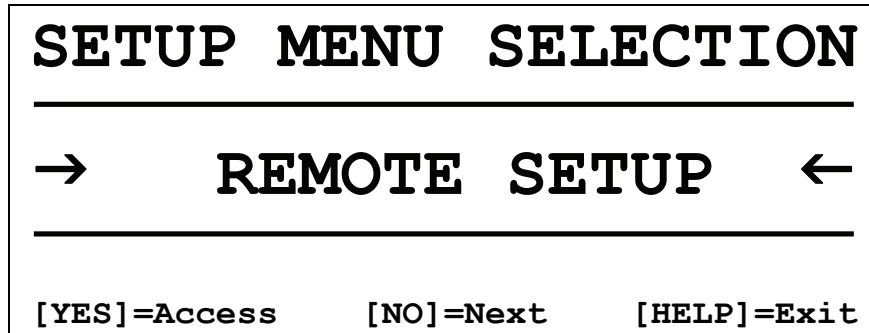 SETUP MENU SELECTION
→ REMOTE SETUP ←
[YES]=Access [NO]=Next [HELP]=Exit